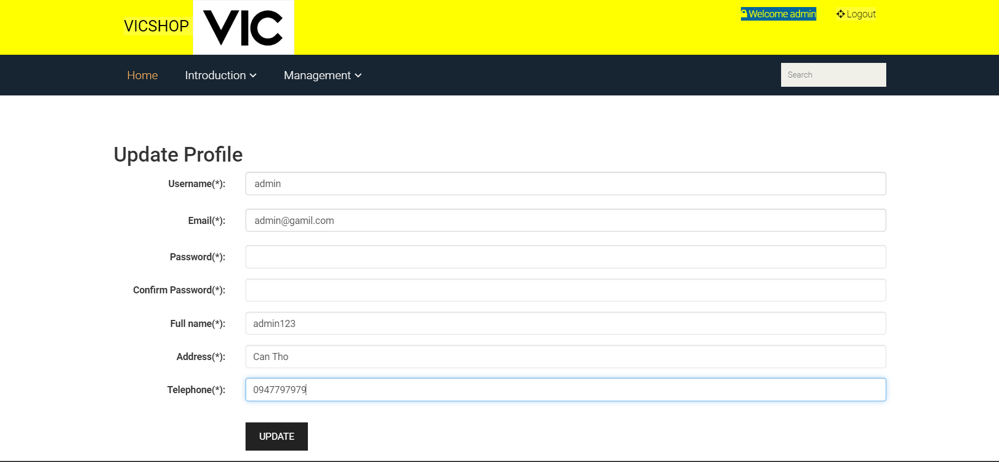 VICSHOP VIC Welcome admin Logout
Home Introduction Management Search
Update Profile
Username(*): admin
Email(*): admin@gamil.com
Password(*):
Confirm Password(*):
Full name(*): admin123
Address(*): Can Tho
Telephone(*): 0947797979
UPDATE